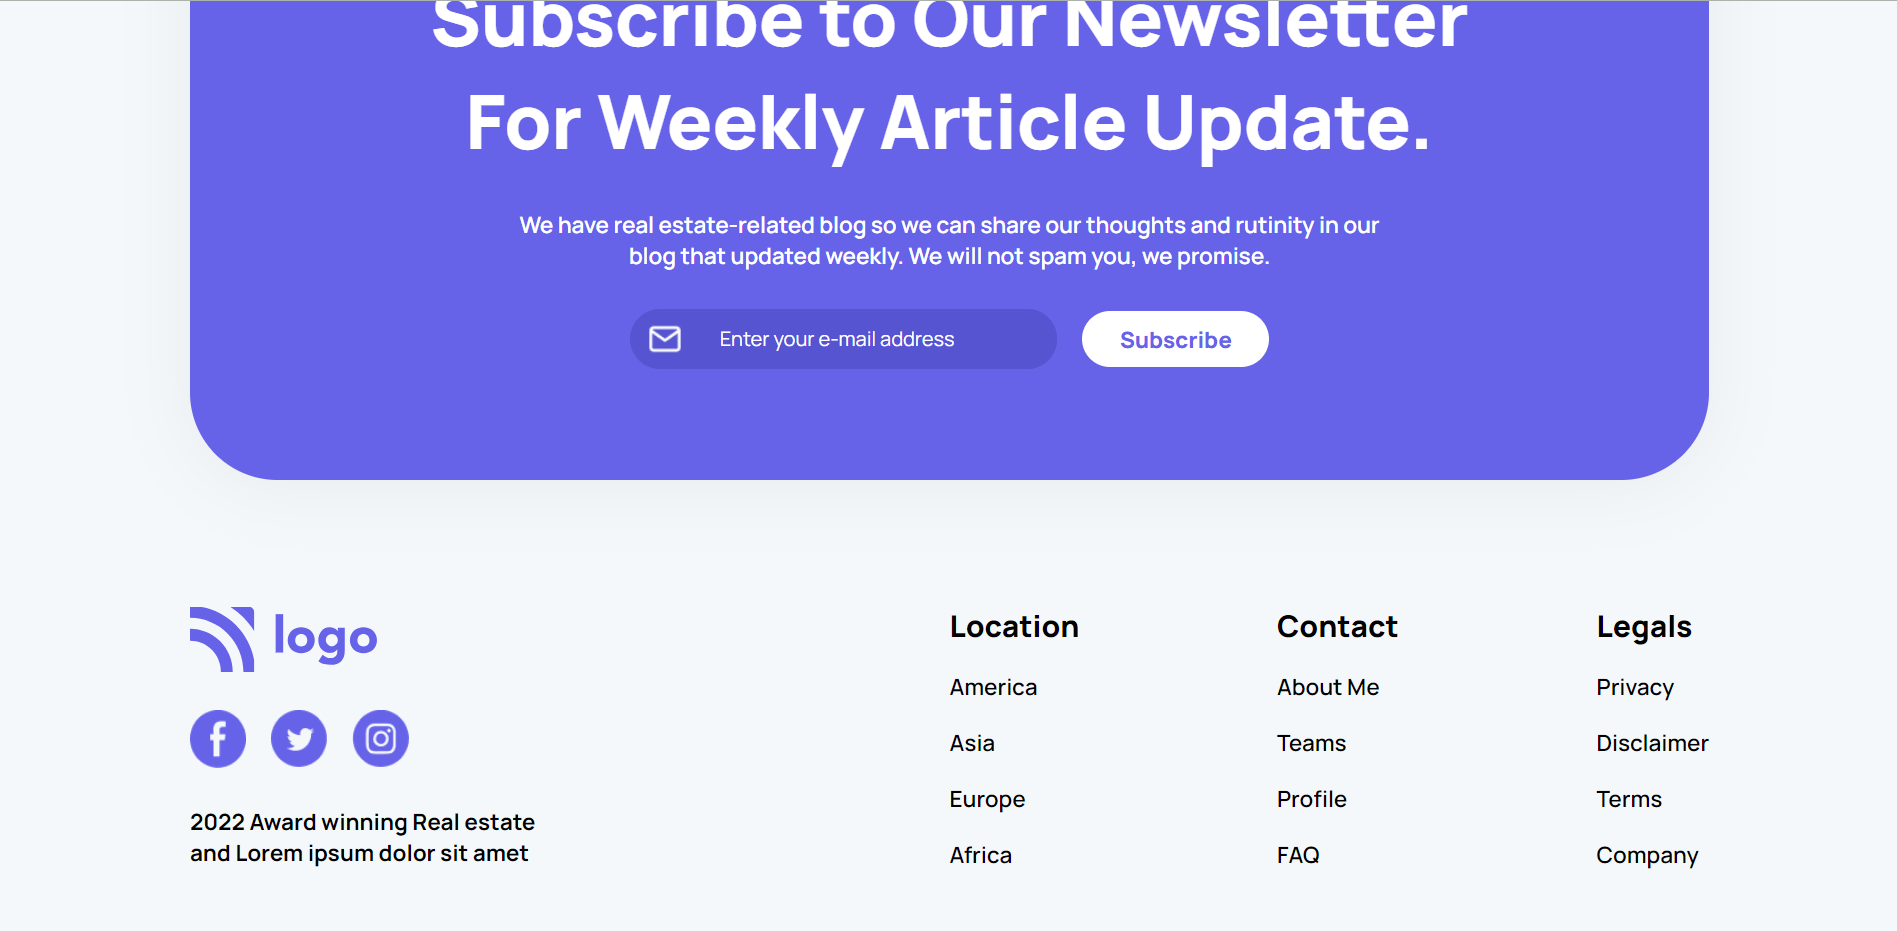 Subscribe to Our Newsletter
For Weekly Article Update.
We have real estate-related blog so we can share our thoughts and rutinity in our
blog that updated weekly. We will not spam you, we promise.
Enter your e-mail address
Subscribe
logo
2022 Award winning Real estate
and Lorem ipsum dolor sit amet
Location
America
Asia
Europe
Africa
Contact
About Me
Teams
Profile
FAQ
Legals
Privacy
Disclaimer
Terms
Company